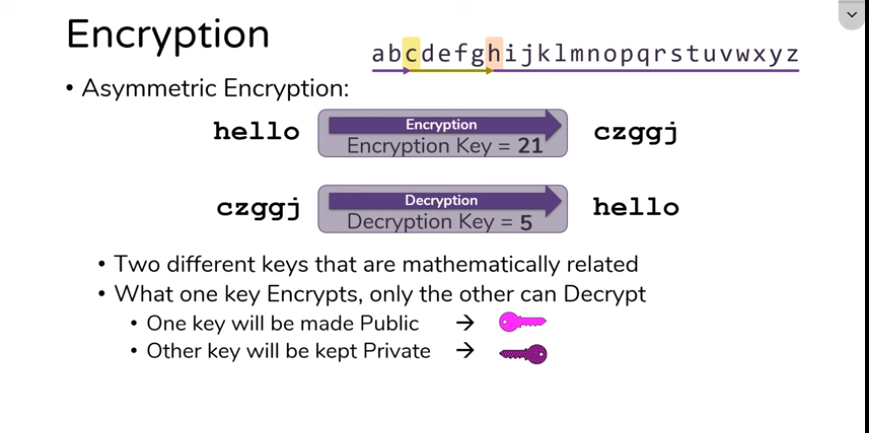 Encryption
abcdefghijklmnopqrstuvwxyz
• Asymmetric Encryption:
hello Encryption czggj
Encryption Key = 21
czggj Decryption hello
Decryption Key = 5
• Two different keys that are mathematically related
• What one key Encrypts, only the other can Decrypt
• One key will be made Public →
• Other key will be kept Private →